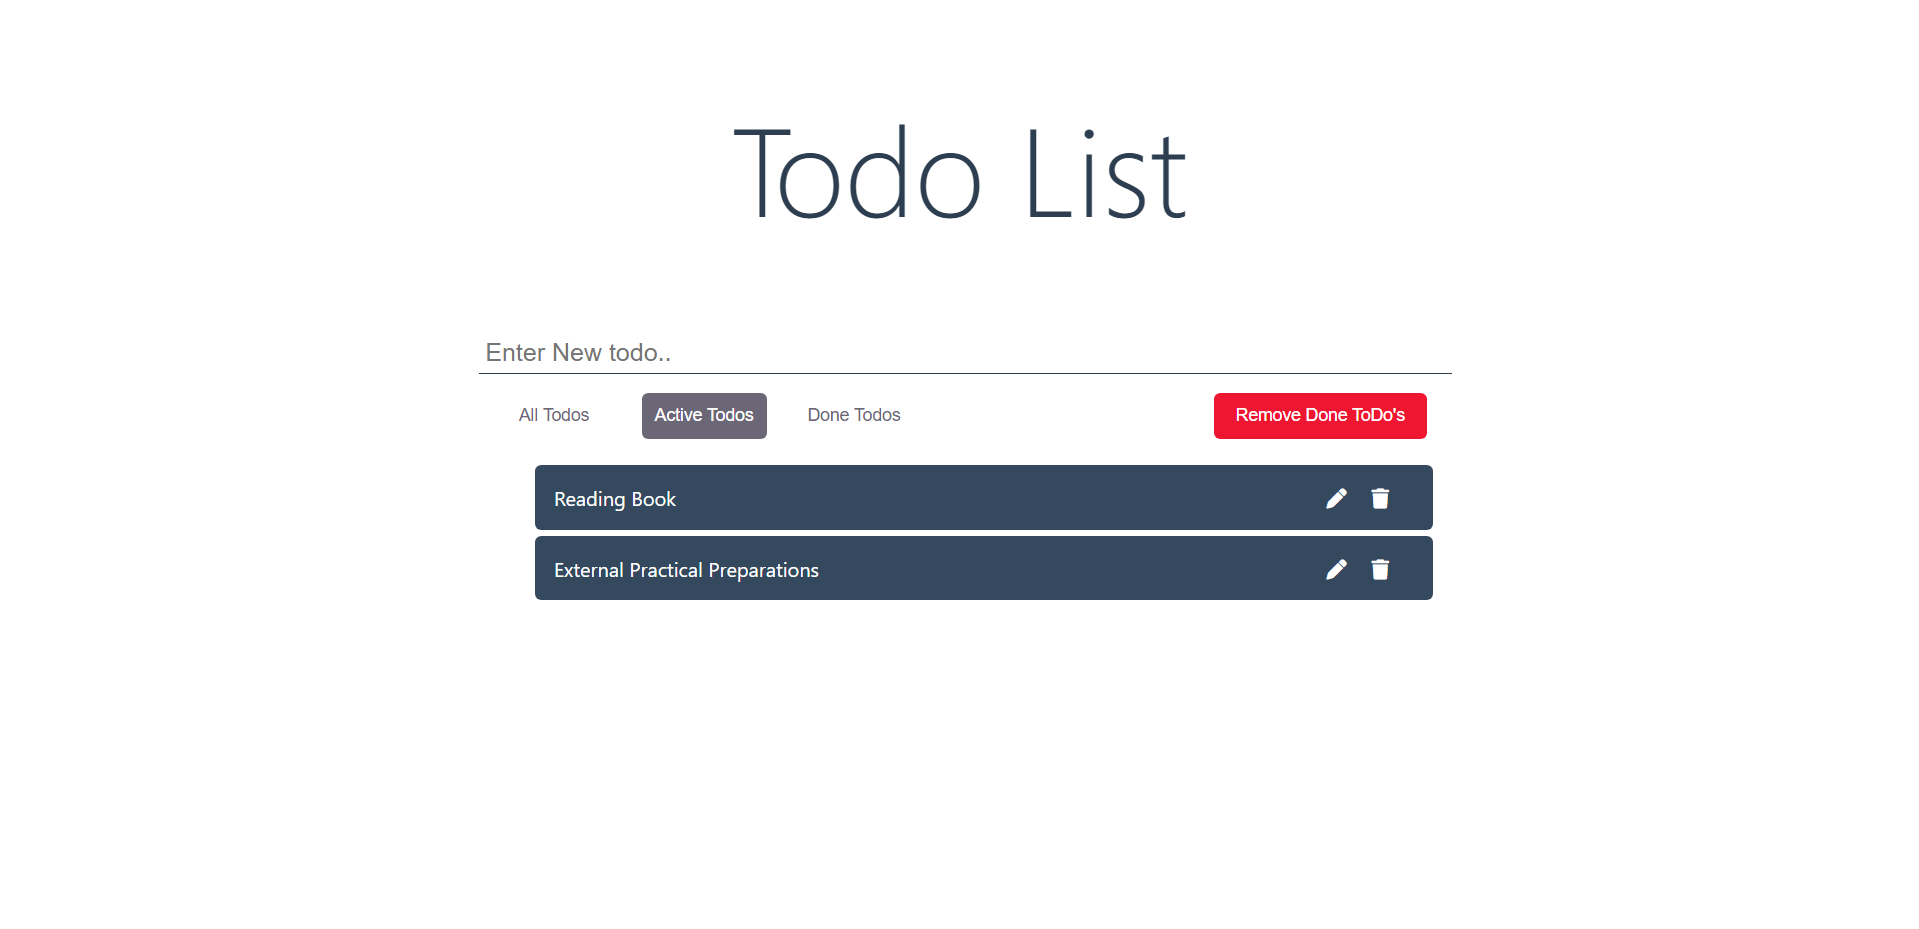 Todo List
Enter New todo..
All Todos Active Todos Done Todos Remove Done ToDo's
Reading Book
External Practical Preparations